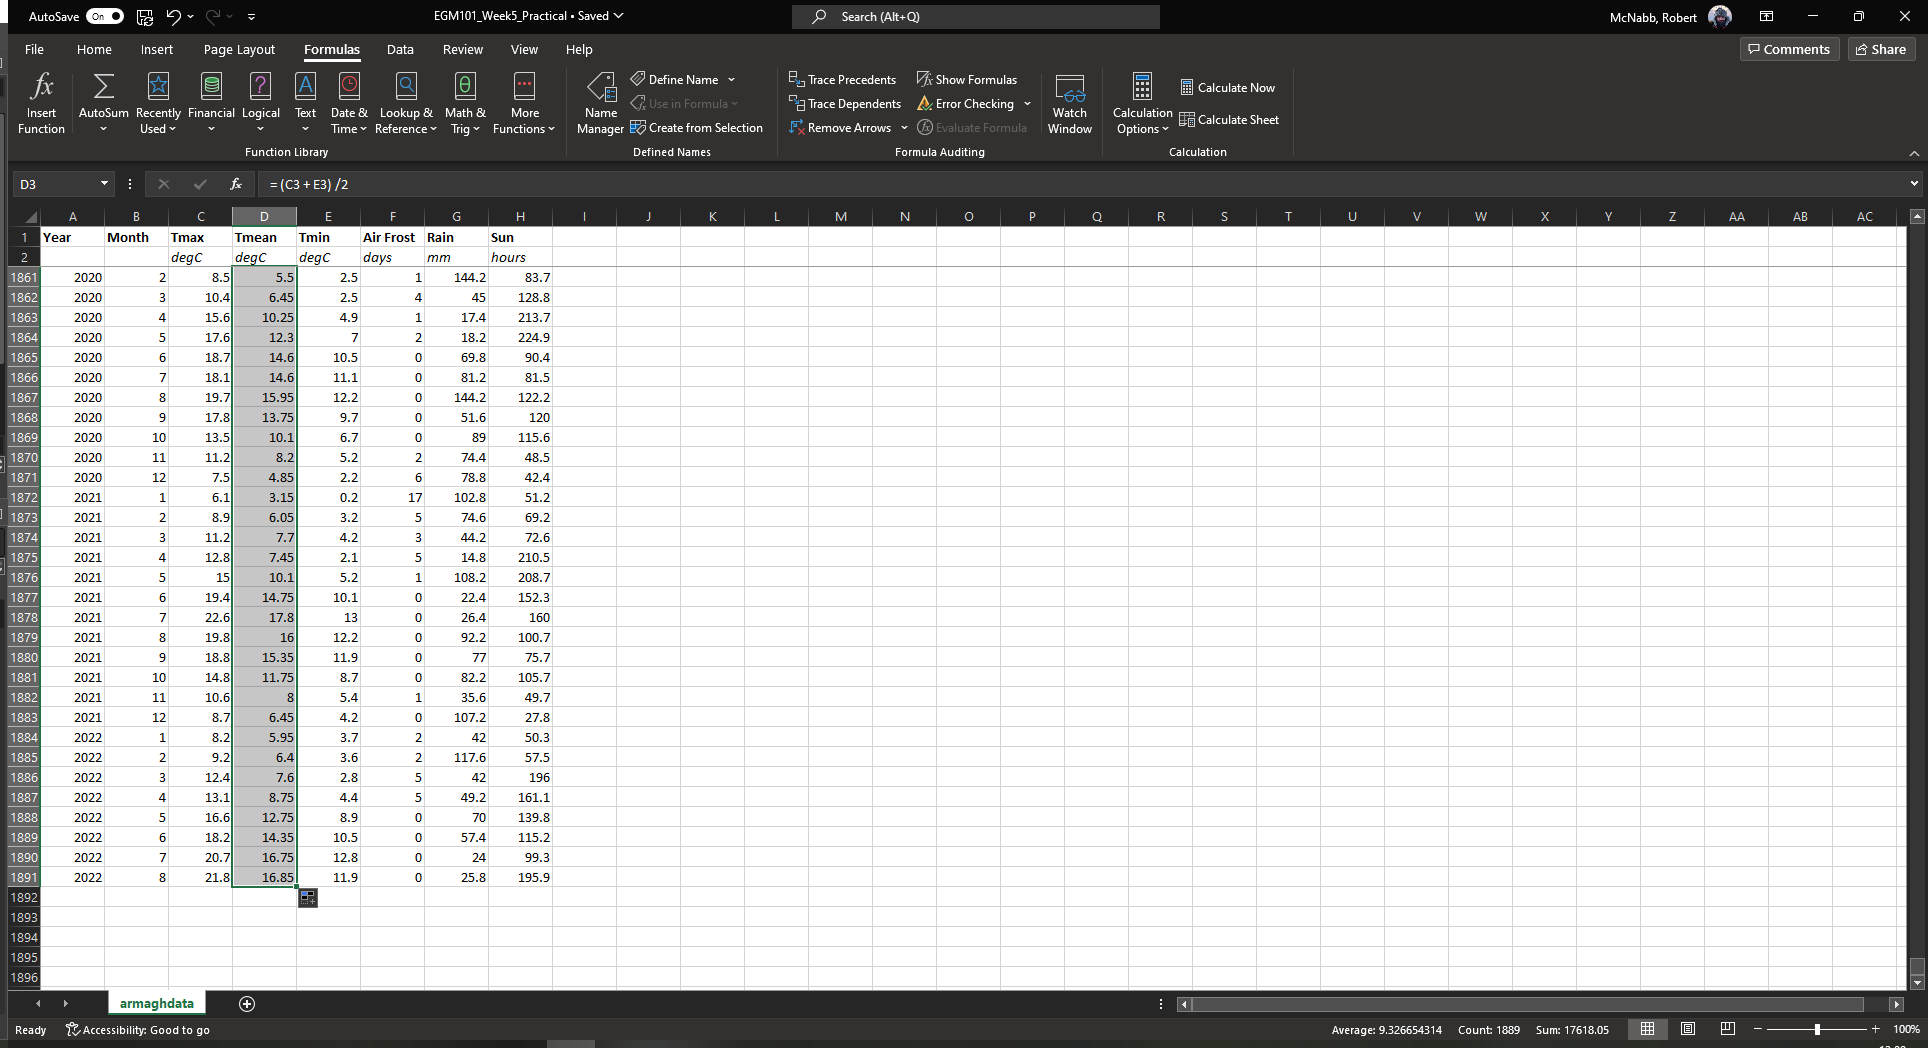 AutoSave On EGM101_Week5_Practical • Saved Search (Alt+Q) McNabb, Robert
File Home Insert Page Layout Formulas Data Review View Help Comments Share
fx Σ ? A θ
Insert Function AutoSum Recently Used Financial Logical Text Date & Time Lookup & Reference Math & Trig More Functions
Function Library
Name Manager Define Name
Use in Formula
Create from Selection
Defined Names
Trace Precedents Show Formulas
Trace Dependents Error Checking
Remove Arrows Evaluate Formula
Formula Auditing
Watch Window
Calculation Options Calculate Now
Calculate Sheet
Calculation
D3 fx =(C3 + E3) /2
A B C D E F G H I J K L M N O P Q R S T U V W X Y Z AA AB AC
1 Year Month Tmax Tmean Tmin Air Frost Rain Sun
2 degC degC degC days mm hours
1861 2020 2 8.5 5.5 2.5 1 144.2 83.7
1862 2020 3 10.4 6.45 2.5 4 45 128.8
1863 2020 4 15.6 10.25 4.9 1 17.4 213.7
1864 2020 5 17.6 12.3 7 2 18.2 224.9
1865 2020 6 18.7 14.6 10.5 0 69.8 90.4
1866 2020 7 18.1 14.6 11.1 0 81.2 81.5
1867 2020 8 19.7 15.95 12.2 0 144.2 122.2
1868 2020 9 17.8 13.75 9.7 0 51.6 120
1869 2020 10 13.5 10.1 6.7 0 89 115.6
1870 2020 11 11.2 8.2 5.2 2 74.4 48.5
1871 2020 12 7.5 4.85 2.2 6 78.8 42.4
1872 2021 1 6.1 3.15 0.2 17 102.8 51.2
1873 2021 2 8.9 6.05 3.2 5 74.6 69.2
1874 2021 3 11.2 7.7 4.2 3 44.2 72.6
1875 2021 4 12.8 7.45 2.1 5 14.8 210.5
1876 2021 5 15 10.1 5.2 1 108.2 208.7
1877 2021 6 19.4 14.75 10.1 0 22.4 152.3
1878 2021 7 22.6 17.8 13 0 26.4 160
1879 2021 8 19.8 16 12.2 0 92.2 100.7
1880 2021 9 18.8 15.35 11.9 0 77 75.7
1881 2021 10 14.8 11.75 8.7 0 82.2 105.7
1882 2021 11 10.6 8 5.4 1 35.6 49.7
1883 2021 12 8.7 6.45 4.2 0 107.2 27.8
1884 2022 1 8.2 5.95 3.7 2 42 50.3
1885 2022 2 9.2 6.4 3.6 2 117.6 57.5
1886 2022 3 12.4 7.6 2.8 5 42 196
1887 2022 4 13.1 8.75 4.4 5 49.2 161.1
1888 2022 5 16.6 12.75 8.9 0 70 139.8
1889 2022 6 18.2 14.35 10.5 0 57.4 115.2
1890 2022 7 20.7 16.75 12.8 0 24 99.3
1891 2022 8 21.8 16.85 11.9 0 25.8 195.9
1892
1893
1894
1895
1896
armaghdata
Ready Accessibility: Good to go Average: 9.326654314 Count: 1889 Sum: 17618.05 100%